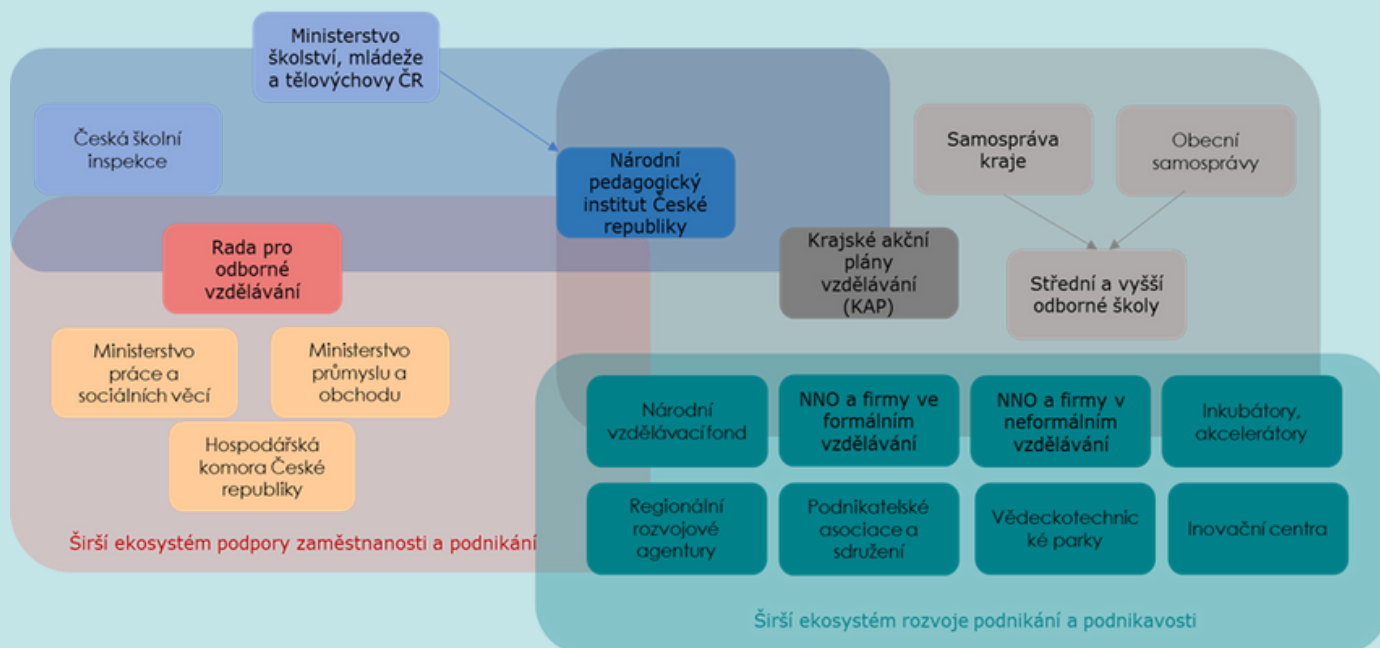 Ministerstvo
školství, mládeže
a tělovýchovy ČR
Česká školní
inspekce
Národní
pedagogický
institut České
republiky
Samospráva
kraje
Obecní
samosprávy
Rada pro
odborné
vzdělávání
Krajské akční
plány
vzdělávání
(KAP)
Střední a vyšší
odborné školy
Ministerstvo
práce a
sociálních věcí
Ministerstvo
průmyslu a
obchodu
Hospodářská
komora České
republiky
Širší ekosystém podpory zaměstnanosti a podnikání
Národní
vzdělávací fond
NNO a firmy ve
formálním
vzdělávání
NNO a firmy v
neformálním
vzdělávání
Inkubátory,
akcelerátory
Regionální
rozvojové
agentury
Podnikatelské
asociace a
sdružení
Vědeckotechnic
ké parky
Inovační centra
Širší ekosystém rozvoje podnikání a podnikavosti